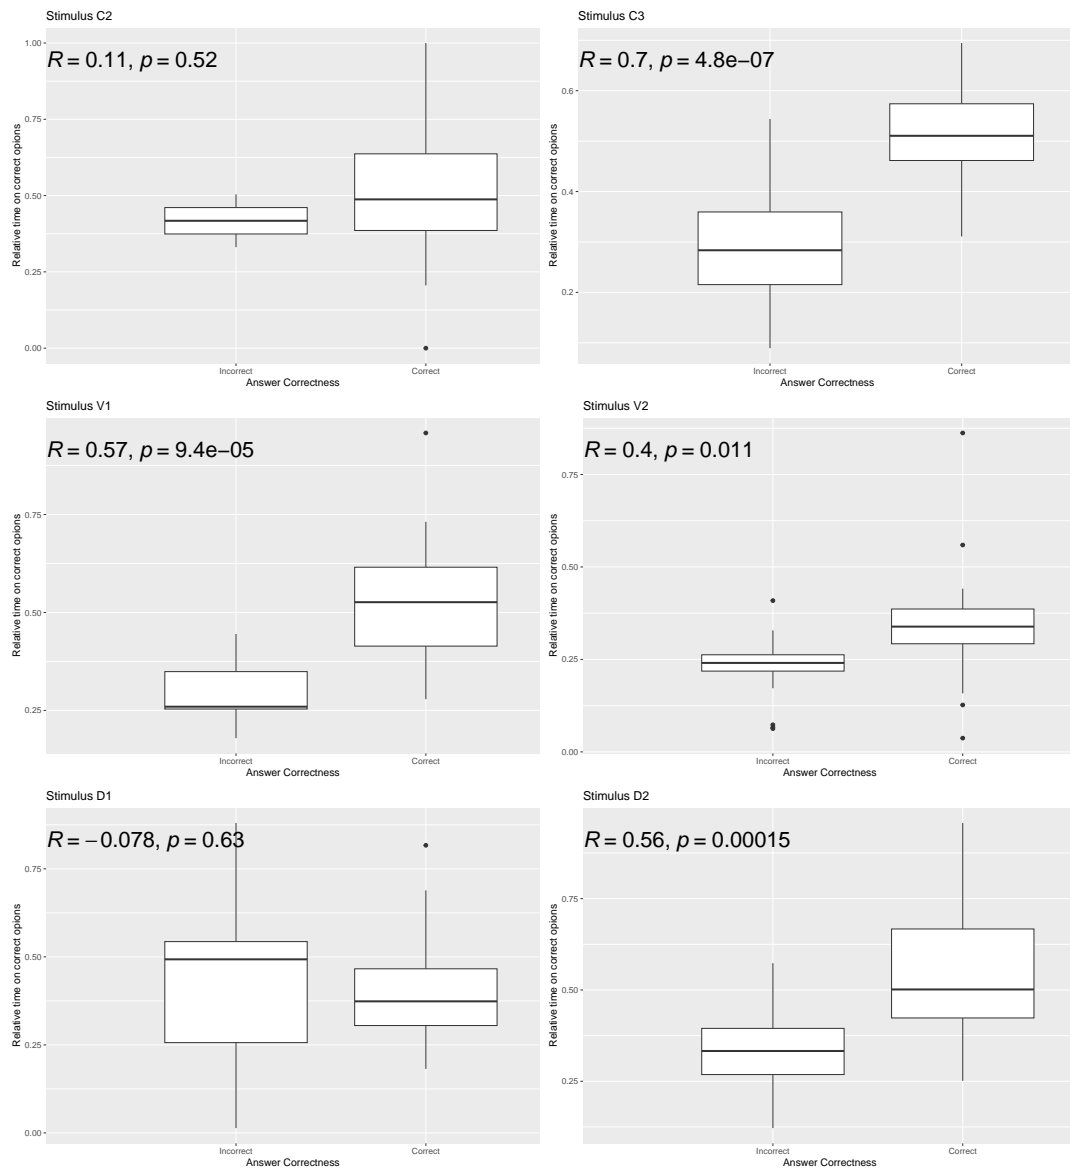 Stimulus C2
R = 0.11, p = 0.52
1.00
0.75
0.50
0.25
0.00
Relative time on correct opions
Incorrect
Correct
Answer Correctness
Stimulus C3
R = 0.7, p = 4.8e−07
0.6
0.4
0.2
Relative time on correct opions
Incorrect
Correct
Answer Correctness
Stimulus V1
R = 0.57, p = 9.4e−05
0.75
0.50
0.25
Relative time on correct opions
Incorrect
Correct
Answer Correctness
Stimulus V2
R = 0.4, p = 0.011
0.75
0.50
0.25
0.00
Relative time on correct opions
Incorrect
Correct
Answer Correctness
Stimulus D1
R = −0.078, p = 0.63
0.75
0.50
0.25
0.00
Relative time on correct opions
Incorrect
Correct
Answer Correctness
Stimulus D2
R = 0.56, p = 0.00015
0.75
0.50
0.25
Relative time on correct opions
Incorrect
Correct
Answer Correctness